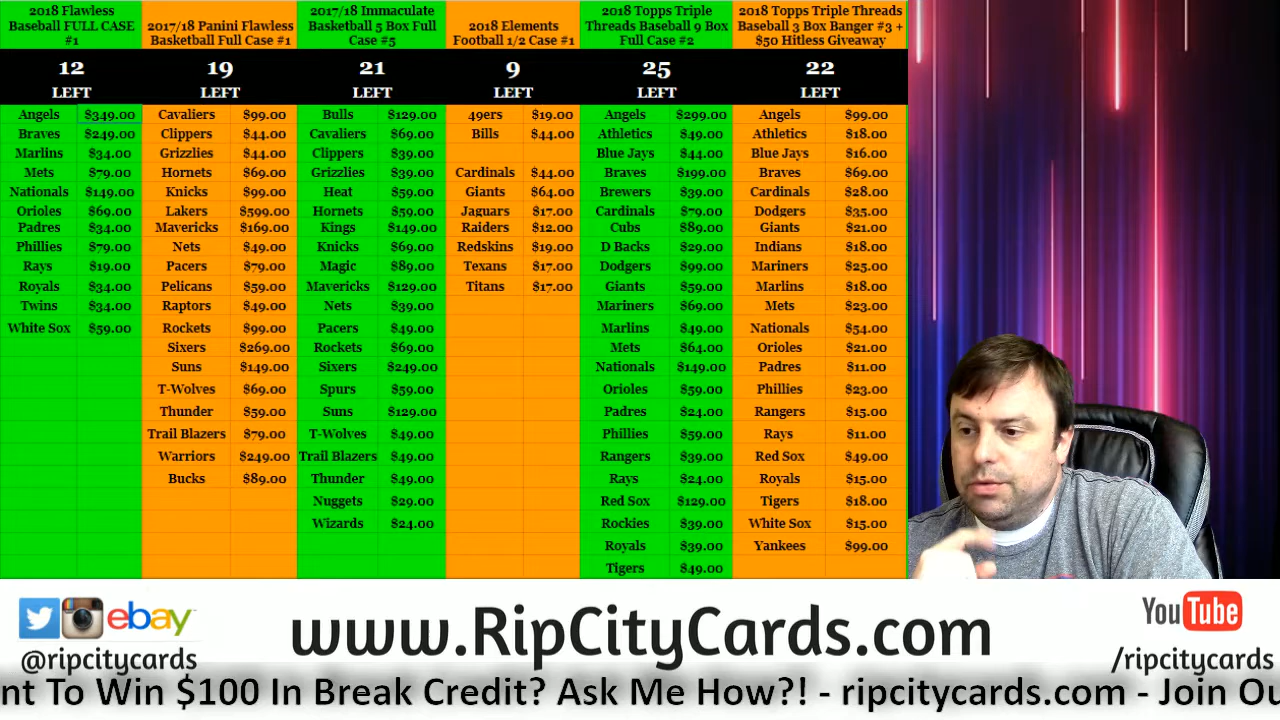 2018 Flawless
Baseball FULL CASE
#1
12
LEFT
Angels $349.00
Braves $249.00
Marlins $34.00
Mets $79.00
Nationals $149.00
Orioles $69.00
Padres $34.00
Phillies $79.00
Rays $19.00
Royals $34.00
Twins $34.00
White Sox $59.00
2017/18 Panini Flawless
Basketball Full Case #1
19
LEFT
Cavaliers $99.00
Clippers $44.00
Grizzlies $44.00
Hornets $69.00
Knicks $99.00
Lakers $599.00
Mavericks $169.00
Nets $49.00
Pacers $79.00
Pelicans $59.00
Raptors $49.00
Rockets $99.00
Sixers $269.00
Suns $149.00
T-Wolves $69.00
Thunder $59.00
Trail Blazers $79.00
Warriors $249.00
Bucks $89.00
2017/18 Immaculate
Basketball 5 Box Full
Case #5
21
LEFT
Bulls $129.00
Cavaliers $69.00
Clippers $39.00
Grizzlies $39.00
Heat $59.00
Hornets $59.00
Kings $149.00
Knicks $69.00
Magic $89.00
Mavericks $129.00
Nets $39.00
Pacers $49.00
Rockets $69.00
Sixers $249.00
Spurs $59.00
Suns $129.00
T-Wolves $49.00
Trail Blazers $49.00
Thunder $49.00
Nuggets $29.00
Wizards $24.00
2018 Elements
Football 1/2 Case #1
9
LEFT
49ers $19.00
Bills $44.00
Cardinals $44.00
Giants $64.00
Jaguars $17.00
Raiders $12.00
Redskins $19.00
Texans $17.00
Titans $17.00
2018 Topps Triple
Threads Baseball 9 Box
Full Case #2
25
LEFT
Angels $299.00
Athletics $49.00
Blue Jays $44.00
Braves $199.00
Brewers $39.00
Cardinals $79.00
Cubs $89.00
D Backs $29.00
Dodgers $99.00
Giants $59.00
Mariners $69.00
Marlins $49.00
Mets $64.00
Nationals $149.00
Orioles $59.00
Padres $24.00
Phillies $59.00
Rangers $39.00
Rays $24.00
Red Sox $129.00
Rockies $39.00
Royals $39.00
Tigers $49.00
2018 Topps Triple Threads
Baseball 3 Box Banger #3 +
$50 Hitless Giveaway
22
LEFT
Angels $99.00
Athletics $18.00
Blue Jays $16.00
Braves $69.00
Cardinals $28.00
Dodgers $35.00
Giants $21.00
Indians $18.00
Mariners $25.00
Marlins $18.00
Mets $23.00
Nationals $54.00
Orioles $21.00
Padres $11.00
Phillies $23.00
Rangers $15.00
Rays $11.00
Red Sox $49.00
Royals $15.00
Tigers $18.00
White Sox $15.00
Yankees $99.00
ebay
@ripcitycards
www.RipCityCards.com
YouTube
/ripcitycards
nt To Win $100 In Break Credit? Ask Me How?! - ripcitycards.com - Join Ou